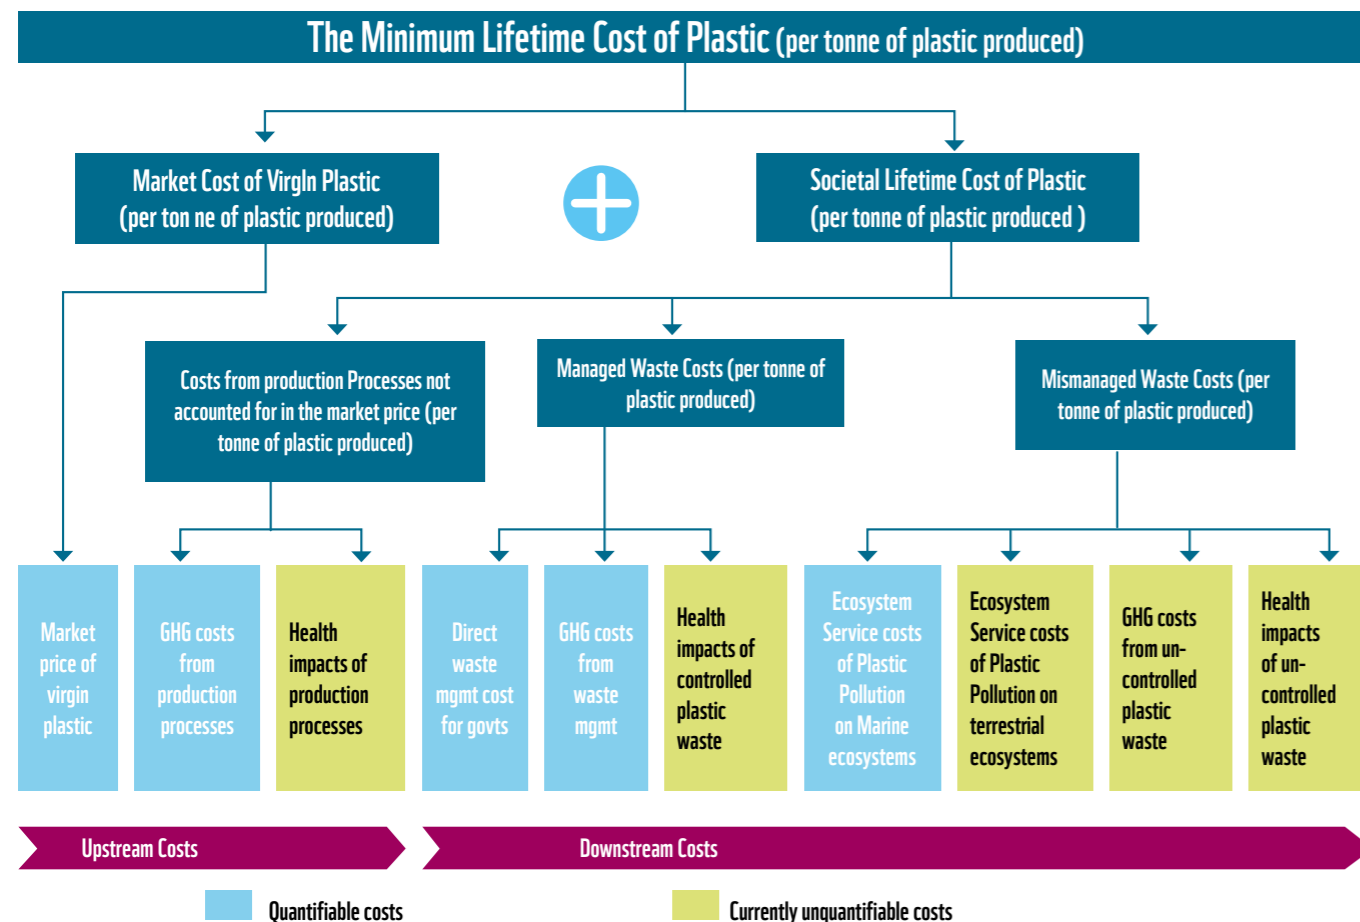 The Minimum Lifetime Cost of Plastic (per tonne of plastic produced)
Market Cost of VirgIn Plastic
(per ton ne of plastic produced)
Societal Lifetime Cost of Plastic
(per tonne of plastic produced )
Costs from production Processes not
accounted for in the market price (per
tonne of plastic produced)
Managed Waste Costs (per tonne of
plastic produced)
Mismanaged Waste Costs (per
tonne of plastic produced)
Market
price of
virgin
plastic
GHG costs
from
production
processes
Health
impacts of
production
processes
Direct
waste
mgmt cost
for govts
GHG costs
from
waste
mgmt
Health
impacts of
controlled
plastic
waste
Ecosystem
Service costs
of Plastic
Pollution
on Marine
ecosystems
Ecosystem
Service costs
of Plastic
Pollution on
terrestrial
ecosystems
GHG costs
from un-
controlled
plastic
waste
Health
impacts
of un-
controlled
plastic
waste
Upstream Costs
Downstream Costs
Quantifiable costs
Currently unquantifiable costs